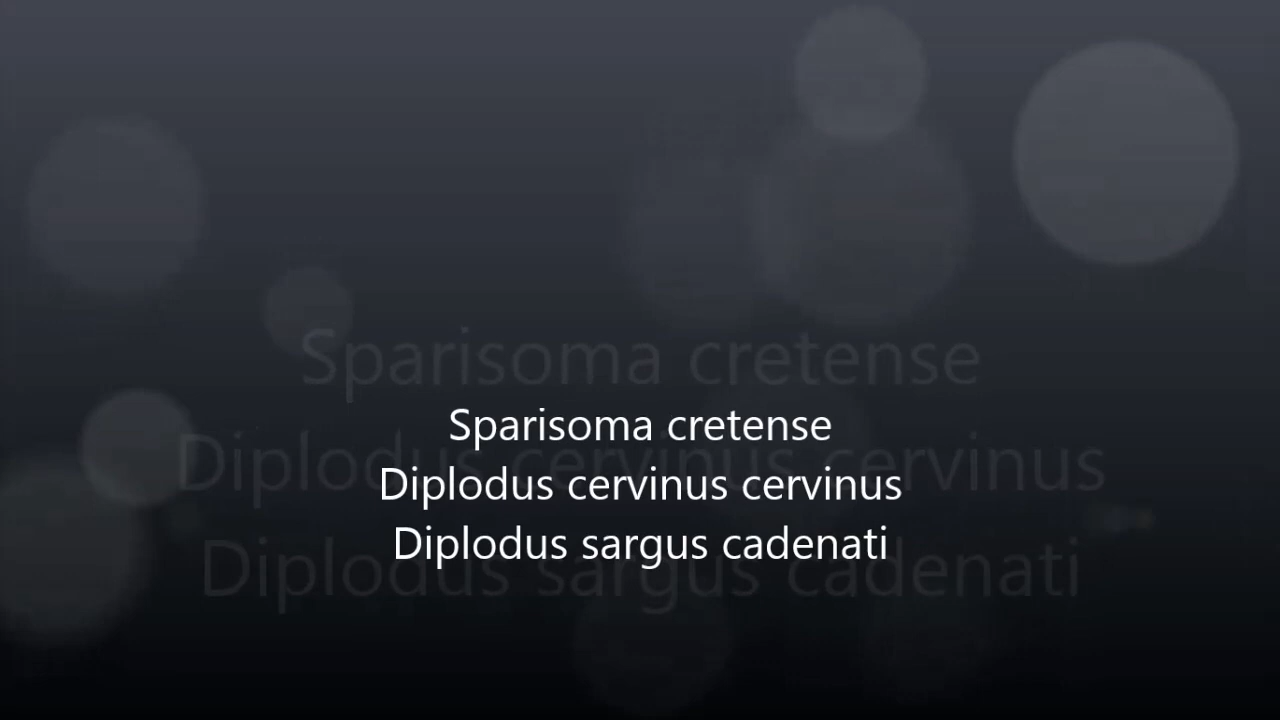 Sparisoma cretense
Diplodus cervinus cervinus
Diplodus sargus cadenati